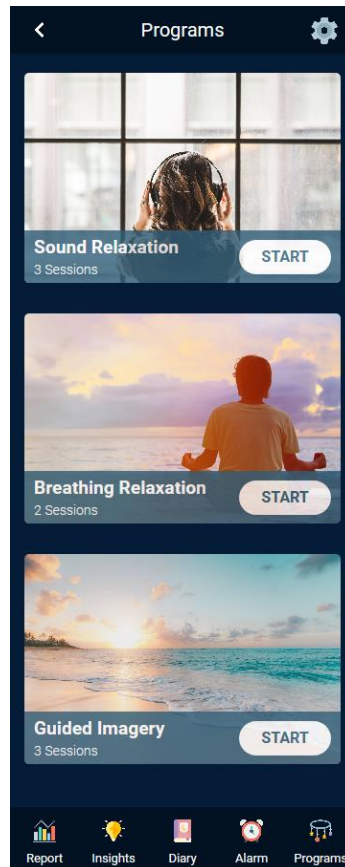 Programs
Sound Relaxation
3 Sessions
START
Breathing Relaxation
2 Sessions
START
Guided Imagery
3 Sessions
START
Report Insights Diary Alarm Programs